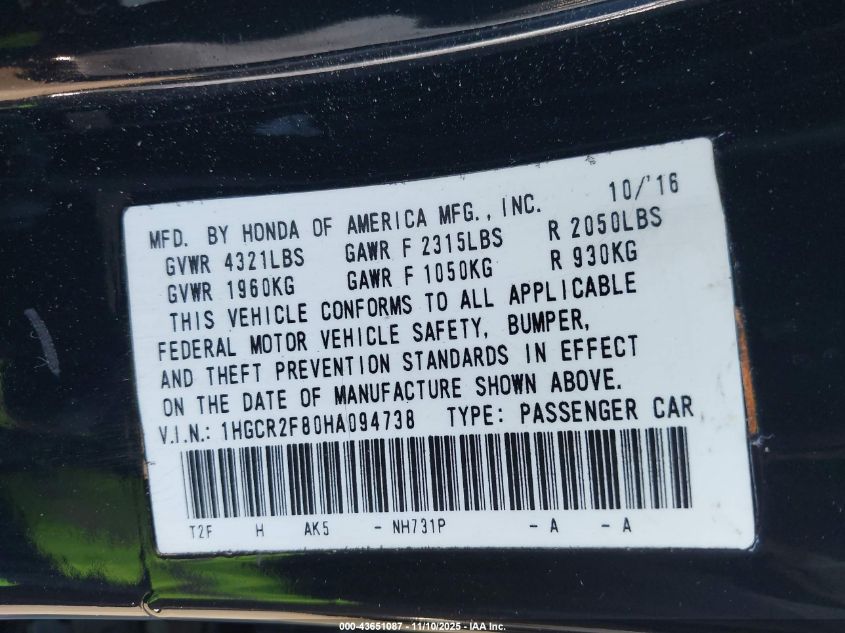 10/'16
MFD. BY HONDA OF AMERICA MFG., INC.
GVWR 4321LBS GAWR F 2315LBS R 2050LBS
GVWR 1960KG GAWR F 1050KG R 930KG
THIS VEHICLE CONFORMS TO ALL APPLICABLE
FEDERAL MOTOR VEHICLE SAFETY, BUMPER,
AND THEFT PREVENTION STANDARDS IN EFFECT
ON THE DATE OF MANUFACTURE SHOWN ABOVE.
V.I.N.: 1HGCR2F80HA094738 TYPE: PASSENGER CAR
T2F H AK5 - NH731P - A - A
000-43651087 - 11/10/2025 - IAA Inc.